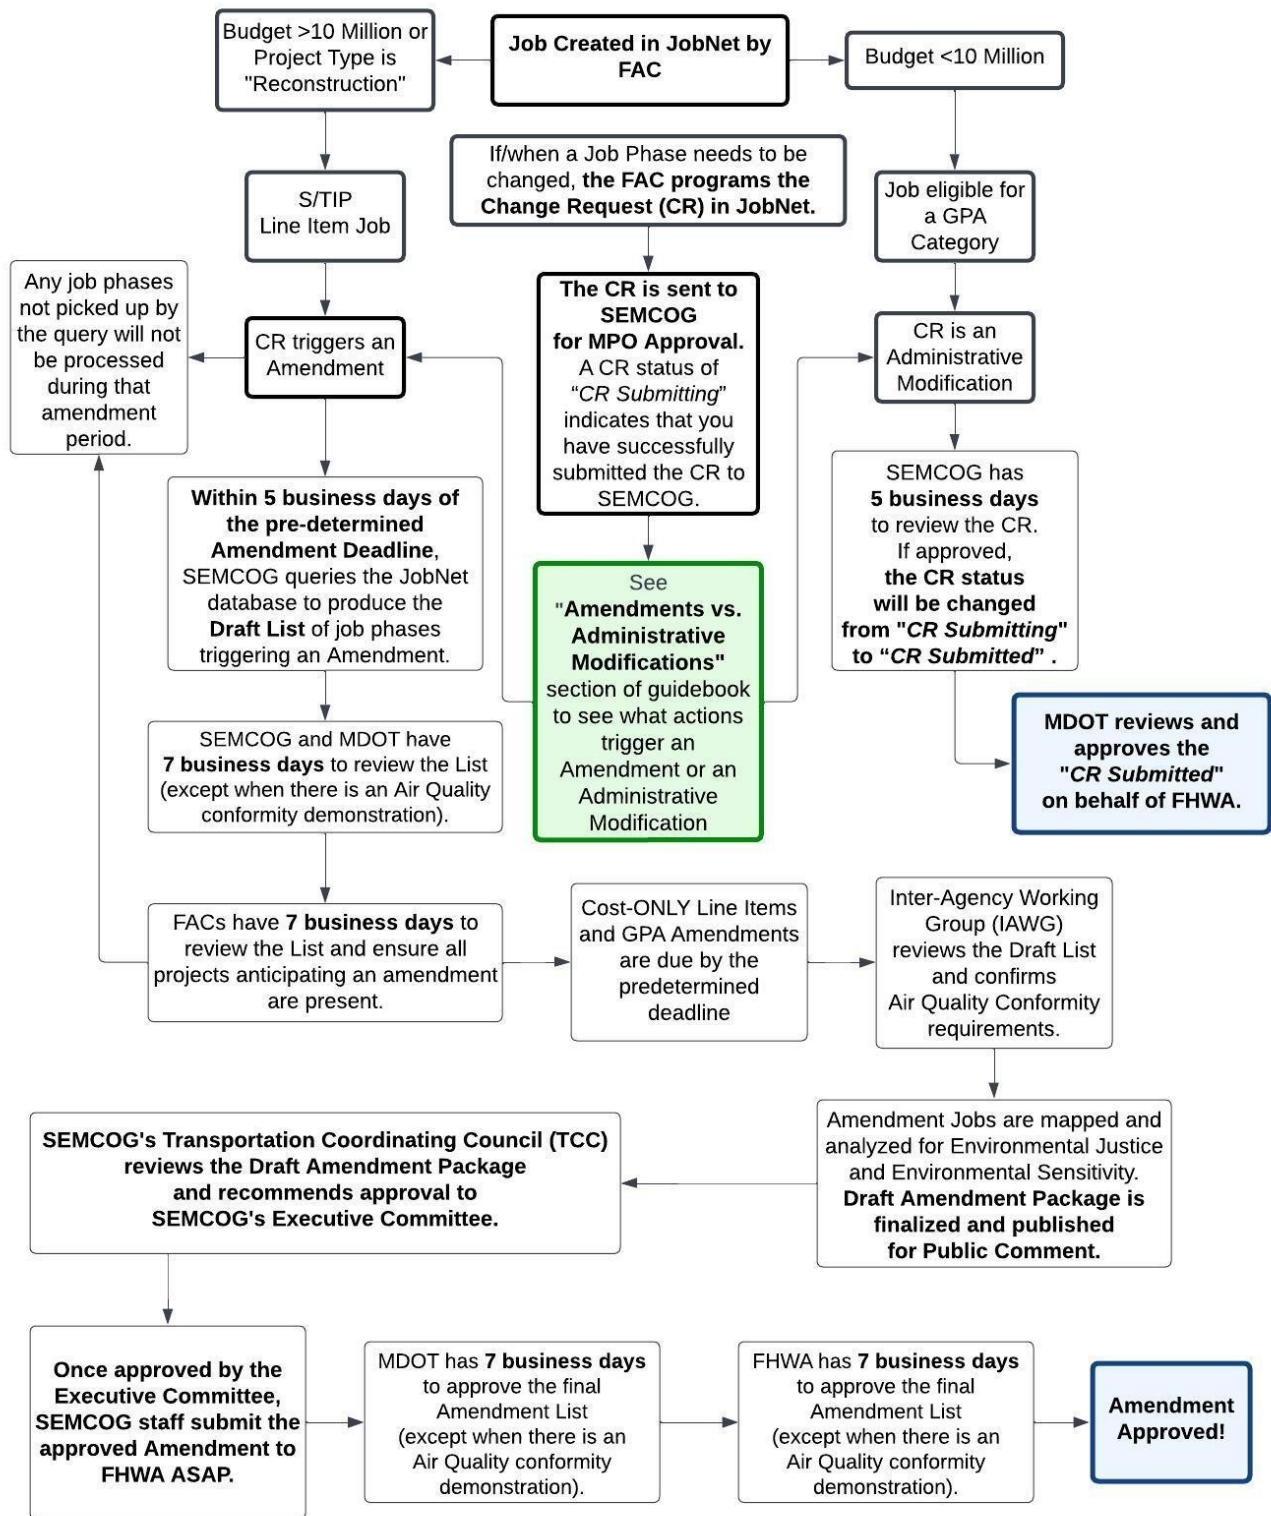 Budget >10 Million or
Project Type is
"Reconstruction"
Job Created in JobNet by
FAC
Budget <10 Million
If/when a Job Phase needs to be
changed, the FAC programs the
Change Request (CR) in JobNet.
S/TIP
Line Item Job
Job eligible for
a GPA
Category
Any job phases
not picked up by
the query will not
be processed
during that
amendment
period.
CR triggers an
Amendment
The CR is sent to
SEMCOG
for MPO Approval.
A CR status of
“CR Submitting”
indicates that you
have successfully
submitted the CR to
SEMCOG.
CR is an
Administrative
Modification
Within 5 business days of
the pre-determined
Amendment Deadline,
SEMCOG queries the JobNet
database to produce the
Draft List of job phases
triggering an Amendment.
SEMCOG has
5 business days
to review the CR.
If approved,
the CR status
will be changed
from "CR Submitting"
to “CR Submitted” .
See
"Amendments vs.
Administrative
Modifications"
section of guidebook
to see what actions
trigger an
Amendment or an
Administrative
Modification
MDOT reviews and
approves the
"CR Submitted"
on behalf of FHWA.
SEMCOG and MDOT have
7 business days to review the List
(except when there is an Air Quality
conformity demonstration).
FACs have 7 business days to
review the List and ensure all
projects anticipating an amendment
are present.
Cost-ONLY Line Items
and GPA Amendments
are due by the
predetermined
deadline
Inter-Agency Working
Group (IAWG)
reviews the Draft List
and confirms
Air Quality Conformity
requirements.
Amendment Jobs are mapped and
analyzed for Environmental Justice
and Environmental Sensitivity.
Draft Amendment Package is
finalized and published
for Public Comment.
SEMCOG's Transportation Coordinating Council (TCC)
reviews the Draft Amendment Package
and recommends approval to
SEMCOG's Executive Committee.
Once approved by the
Executive Committee,
SEMCOG staff submit the
approved Amendment to
FHWA ASAP.
MDOT has 7 business days
to approve the final
Amendment List
(except when there is an
Air Quality conformity
demonstration).
FHWA has 7 business days
to approve the final
Amendment List
(except when there is an
Air Quality conformity
demonstration).
Amendment
Approved!